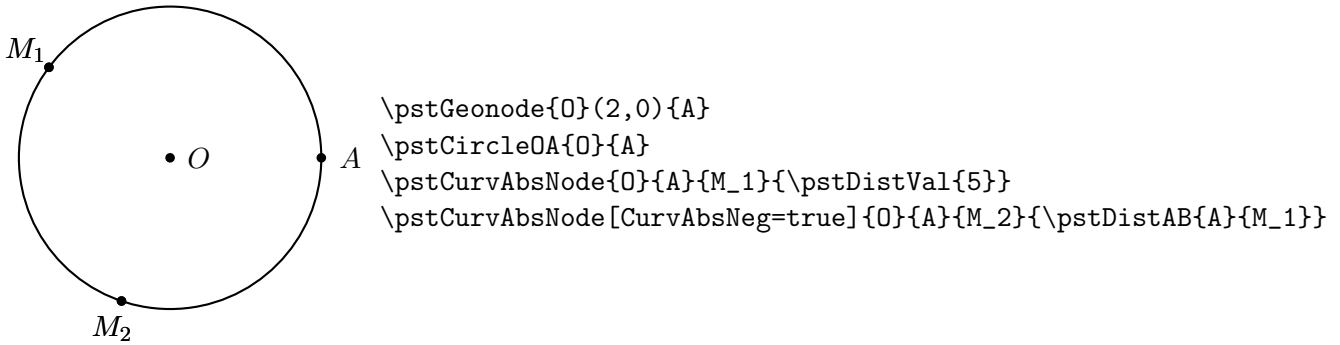 M₁
O
A
M₂
\pstGeonode{O}(2,0){A}
\pstCircleOA{O}{A}
\pstCurvAbsNode{O}{A}{M_1}{\pstDistVal{5}}
\pstCurvAbsNode[CurvAbsNeg=true]{O}{A}{M_2}{\pstDistAB{A}{M_1}}